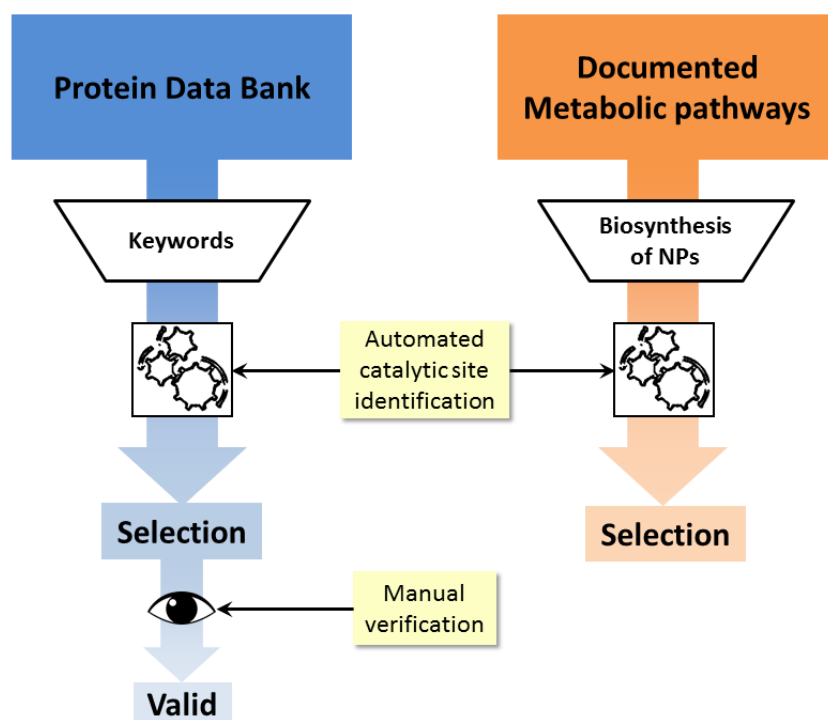 Protein Data Bank
Documented
Metabolic pathways
Keywords
Biosynthesis
of NPs
Automated
catalytic site
identification
Selection
Selection
Manual
verification
Valid